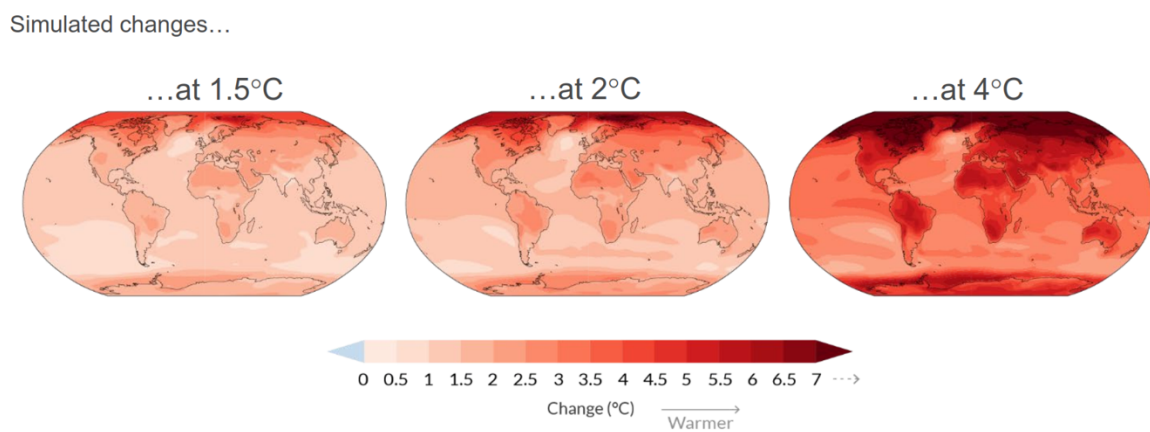 Simulated changes…
…at 1.5°C …at 2°C …at 4°C
0 0.5 1 1.5 2 2.5 3 3.5 4 4.5 5 5.5 6 6.5 7
Change (°C)
Warmer